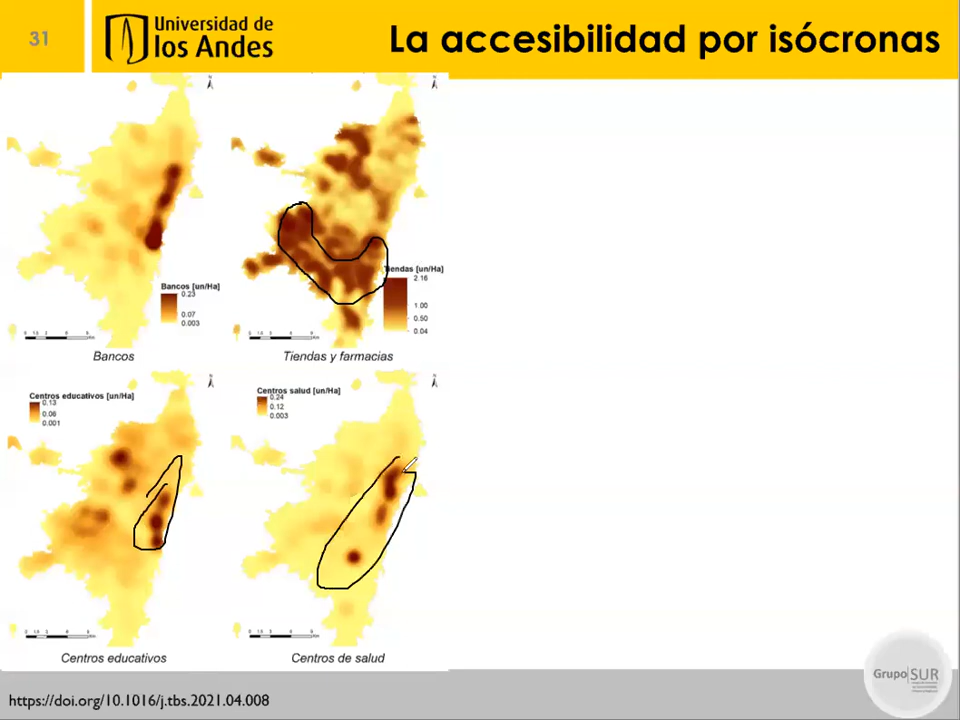 31
Universidad de
los Andes
La accesibilidad por isócronas
N
N
Bancos [un/Ha]
0.23
0.07
0.003
Bancos
Tiendas [un/Ha]
2.16
1.00
0.50
0.04
Tiendas y farmacias
N
N
Centros educativos [un/Ha]
0.13
0.06
0.001
Centros educativos
Centros salud [un/Ha]
0.24
0.12
0.003
Centros de salud
Grupo SUR
https://doi.org/10.1016/j.tbs.2021.04.008